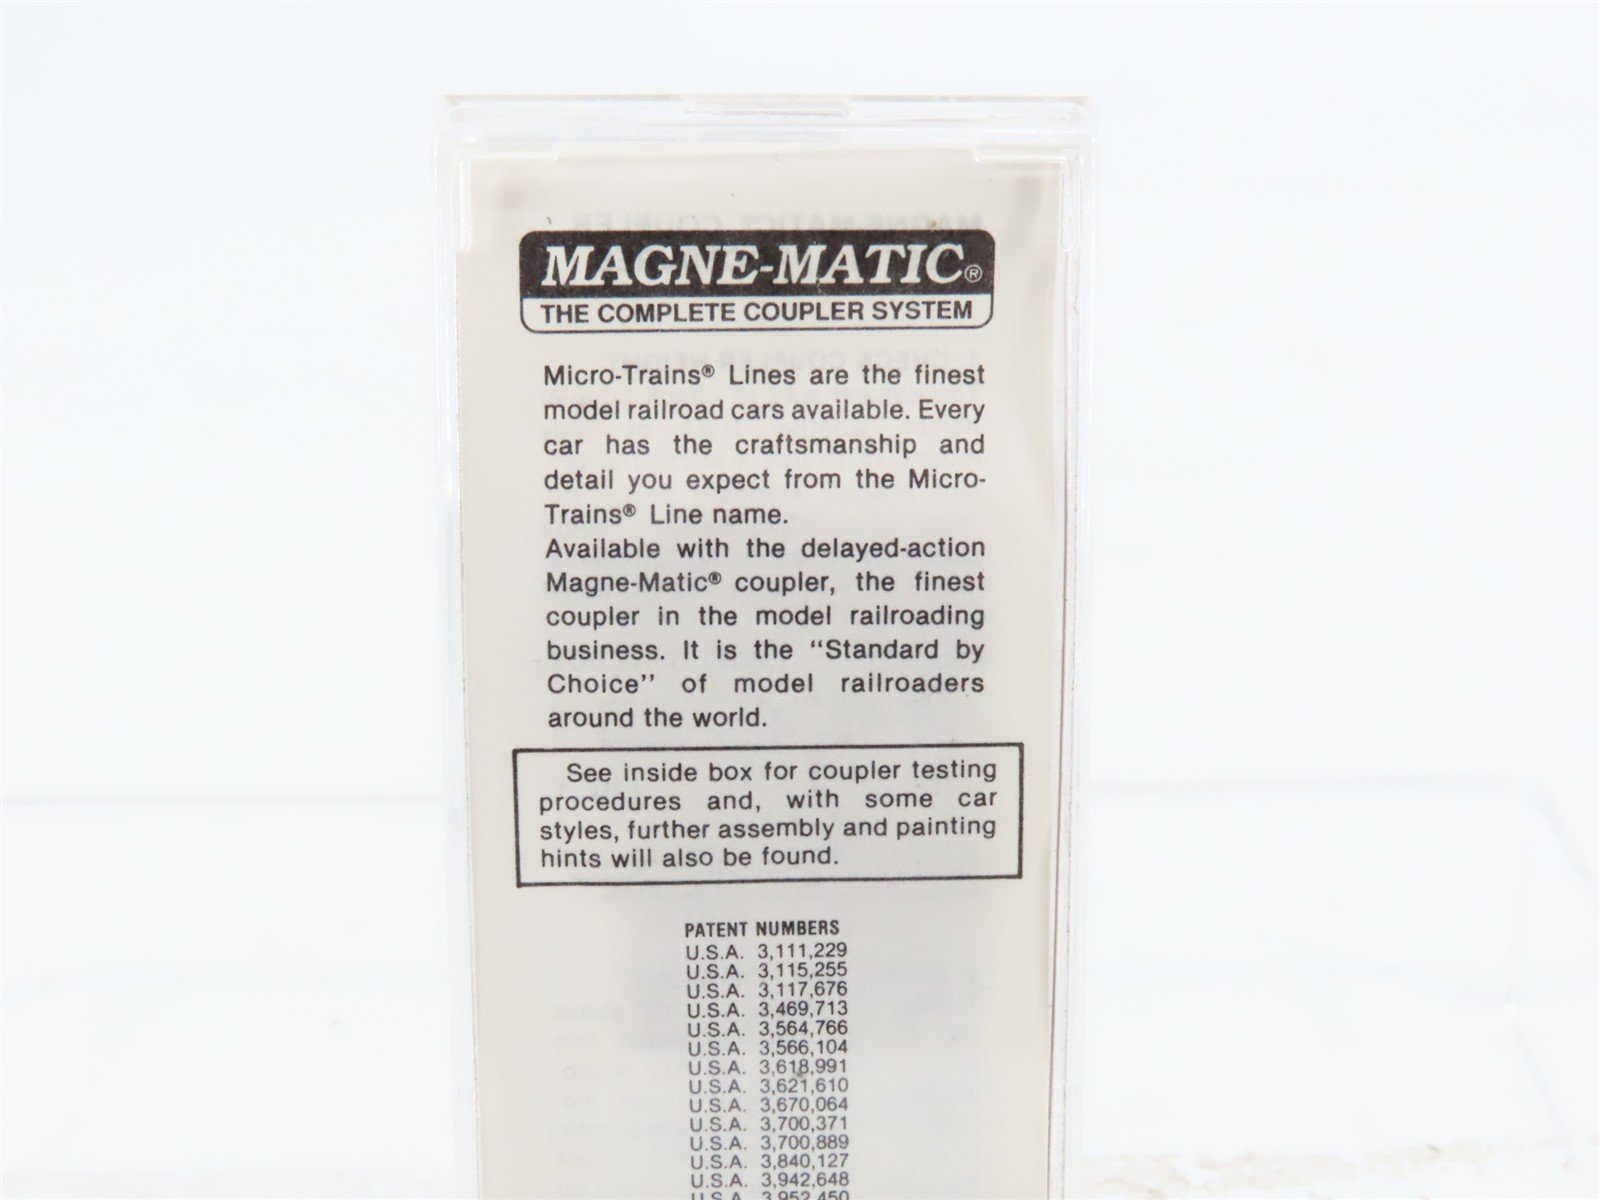 MAGNE-MATIC®
THE COMPLETE COUPLER SYSTEM
Micro-Trains® Lines are the finest
model railroad cars available. Every
car has the craftsmanship and
detail you expect from the Micro-
Trains® Line name.
Available with the delayed-action
Magne-Matic® coupler, the finest
coupler in the model railroading
business. It is the "Standard by
Choice" of model railroaders
around the world.
See inside box for coupler testing
procedures and, with some car
styles, further assembly and painting
hints will also be found.
PATENT NUMBERS
U.S.A. 3,111,229
U.S.A. 3,115,255
U.S.A. 3,117,676
U.S.A. 3,469,713
U.S.A. 3,564,766
U.S.A. 3,566,104
U.S.A. 3,618,991
U.S.A. 3,621,610
U.S.A. 3,670,064
U.S.A. 3,700,371
U.S.A. 3,700,889
U.S.A. 3,840,127
U.S.A. 3,942,648
U.S.A. 3,952,450